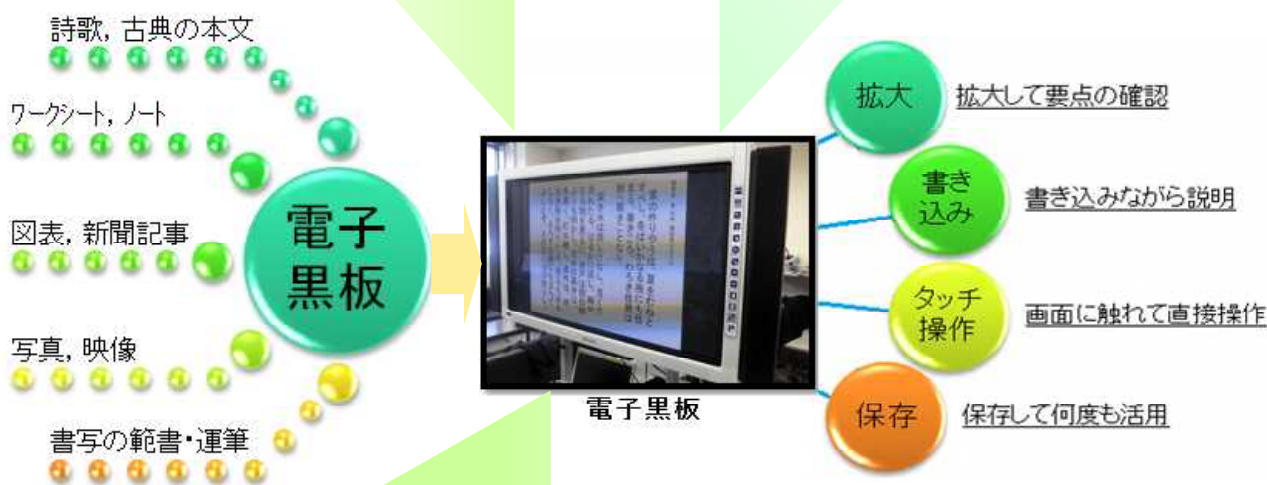 詩歌，古典の本文
ワークシート，ノート
図表，新聞記事
写真，映像
書写の範書・運筆
電子
黒板
電子黒板
拡大
拡大して要点の確認
書き
込み
書き込みながら説明
タッチ
操作
画面に触れて直接操作
保存
保存して何度も活用